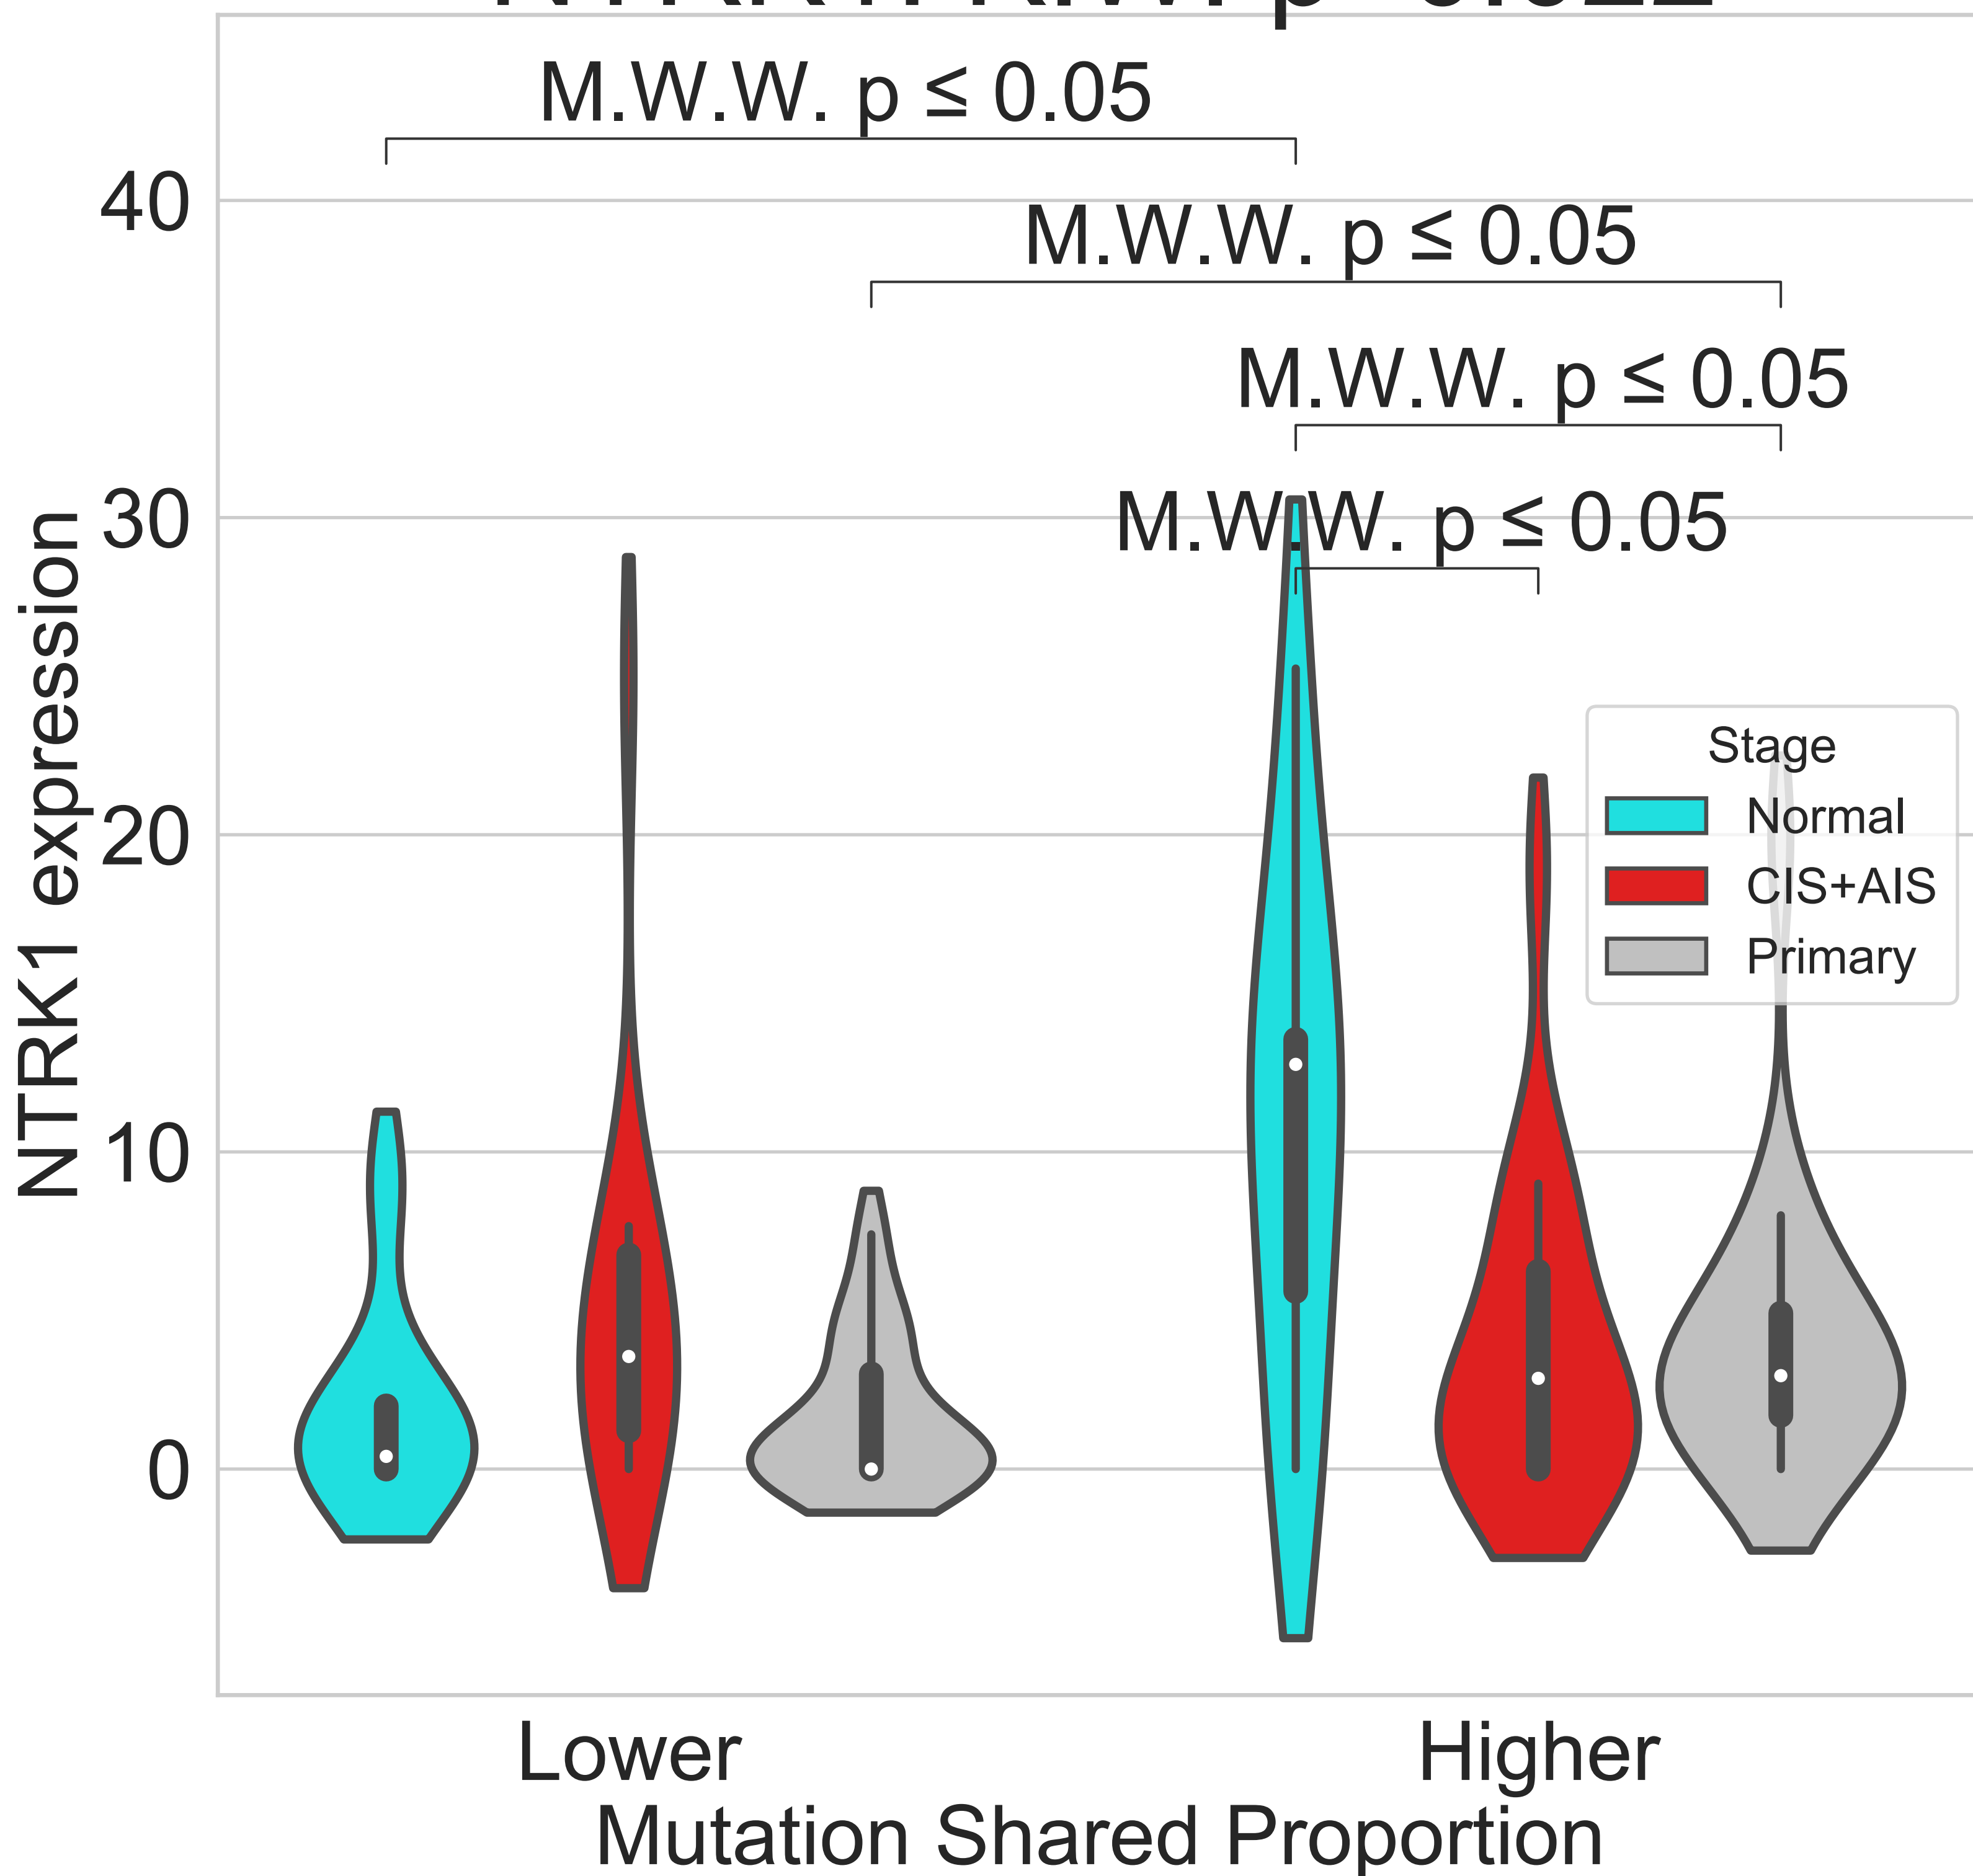 M.W.W. p ≤ 0.05
40
M.W.W. p ≤ 0.05
M.W.W. p ≤ 0.05
30
M.W.W. p ≤ 0.05
NTRK1 expression
Stage
Normal
20
CIS+AIS
Primary
10
0
Lower
Higher
Mutation Shared Proportion